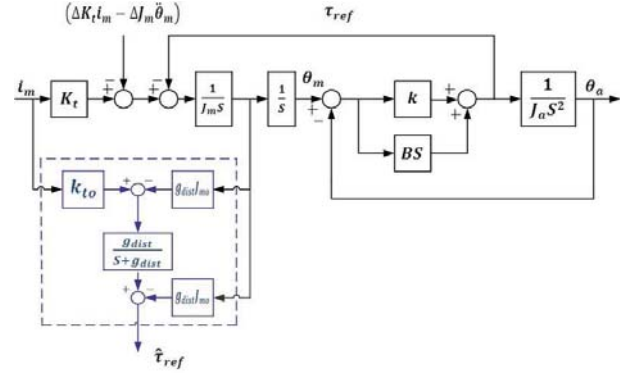 (ΔK_t i_m − ΔJ_m θ̈_m)
τ_ref
i_m
K_t
1
J_m S
1
S
θ_m
k
BS
1
J_a S²
θ_a
k_to
g_dist J_mo
g_dist
S+g_dist
g_dist J_mo
τ̂_ref